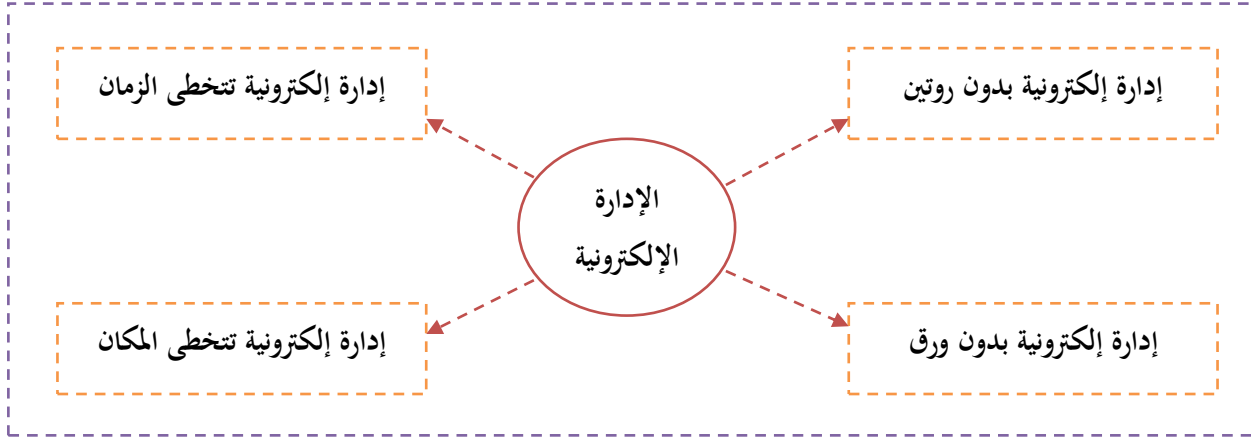 إدارة إلكترونية بدون روتين
إدارة إلكترونية تتخطى الزمان
الإدارة
الإلكترونية
إدارة إلكترونية بدون ورق
إدارة إلكترونية تتخطى المكان